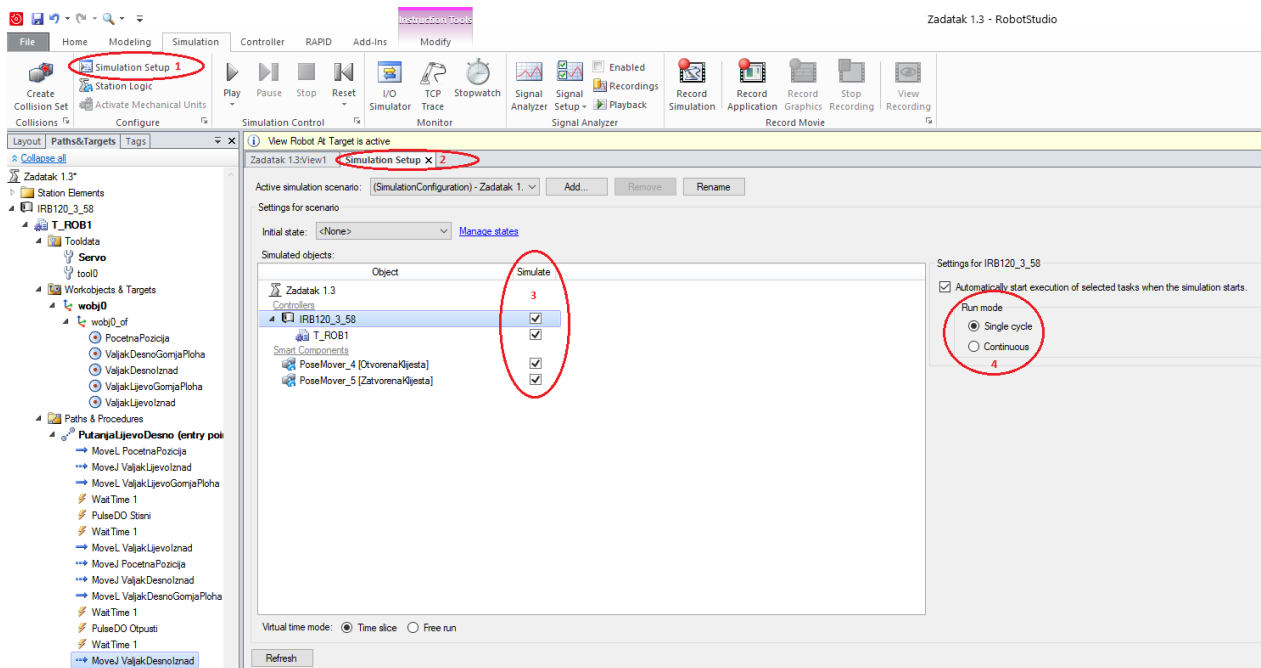 Instruction Tools
Zadatak 1.3 - RobotStudio
File Home Modeling Simulation Controller RAPID Add-Ins Modify
Create Collision Set
Collisions
Simulation Setup 1
Station Logic
Activate Mechanical Units
Configure
Play
Pause
Stop
Reset
Simulation Control
I/O Simulator
TCP Trace
Stopwatch
Monitor
Signal Analyzer
Signal Setup
Enabled
Recordings
Playback
Signal Analyzer
Record Simulation
Record Application
Record Graphics
Stop Recording
View Recording
Record Movie
Layout Paths&Targets Tags
Collapse all
Zadatak 1.3*
Station Elements
IRB120_3_58
T_ROB1
Tooldata
Servo
tool0
Workobjects & Targets
wobj0
wobj0_of
PocetnaPozicija
ValjakDesnoGornjaPloha
ValjakDesnoIznad
ValjakLijevoGornjaPloha
ValjakLijevoIznad
Paths & Procedures
PutanjaLijevoDesno (entry poi
MoveL PocetnaPozicija
MoveJ ValjakLijevoIznad
MoveL ValjakLijevoGornjaPloha
WaitTime 1
PulseDO Stisni
WaitTime 1
MoveL ValjakLijevoIznad
MoveJ PocetnaPozicija
MoveJ ValjakDesnoIznad
MoveL ValjakDesnoGornjaPloha
WaitTime 1
PulseDO Otpusti
WaitTime 1
MoveJ ValjakDesnoIznad
View Robot At Target is active
Zadatak 1.3:View1 Simulation Setup 2
Active simulation scenario: (SimulationConfiguration) - Zadatak 1. Add... Remove Rename
Settings for scenario
Initial state: <None> Manage states
Simulated objects:
Object Simulate
Zadatak 1.3 3
Controllers
IRB120_3_58
T_ROB1
Smart Components
PoseMover_4 [OtvorenaKlijesta]
PoseMover_5 [ZatvorenaKlijesta]
Virtual time mode: Time slice Free run
Refresh
Settings for IRB120_3_58
Automatically start execution of selected tasks when the simulation starts.
Run mode
Single cycle
Continuous
4